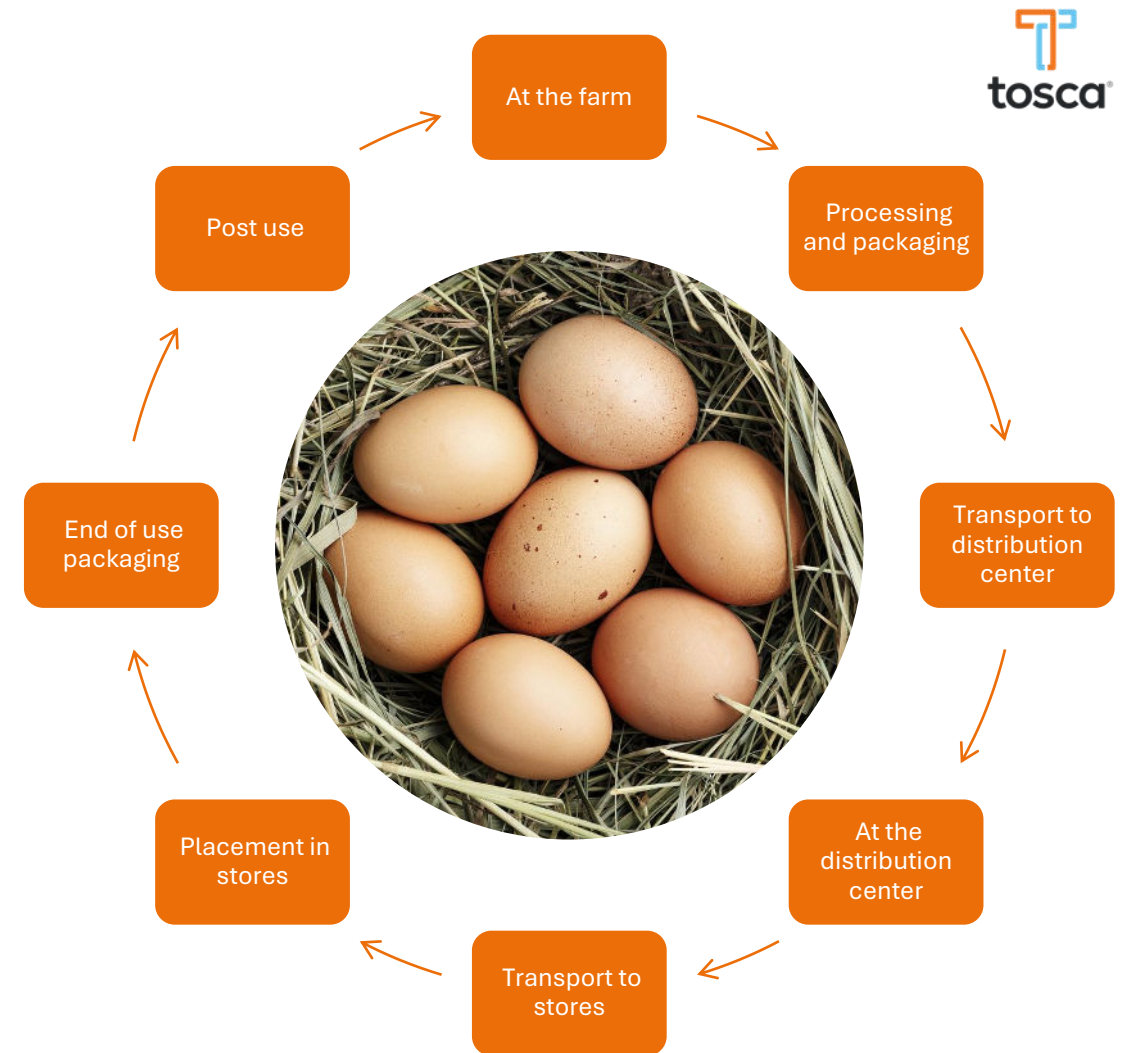 tosca®
At the farm
Processing
and packaging
Transport to
distribution
center
At the
distribution
center
Transport to
stores
Placement in
stores
End of use
packaging
Post use